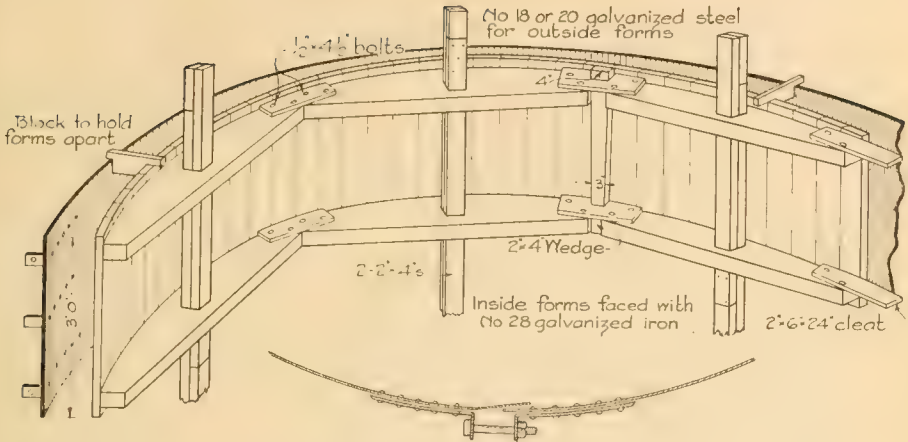 No 18 or 20 galvanized steel
for outside forms
½"×4½" bolts
4"
Block to hold
forms apart
3
2"×4" Wedge
2-2"-4"s
3'0"
Inside forms faced with
No 28 galvanized iron
2"×6"×24" cleat